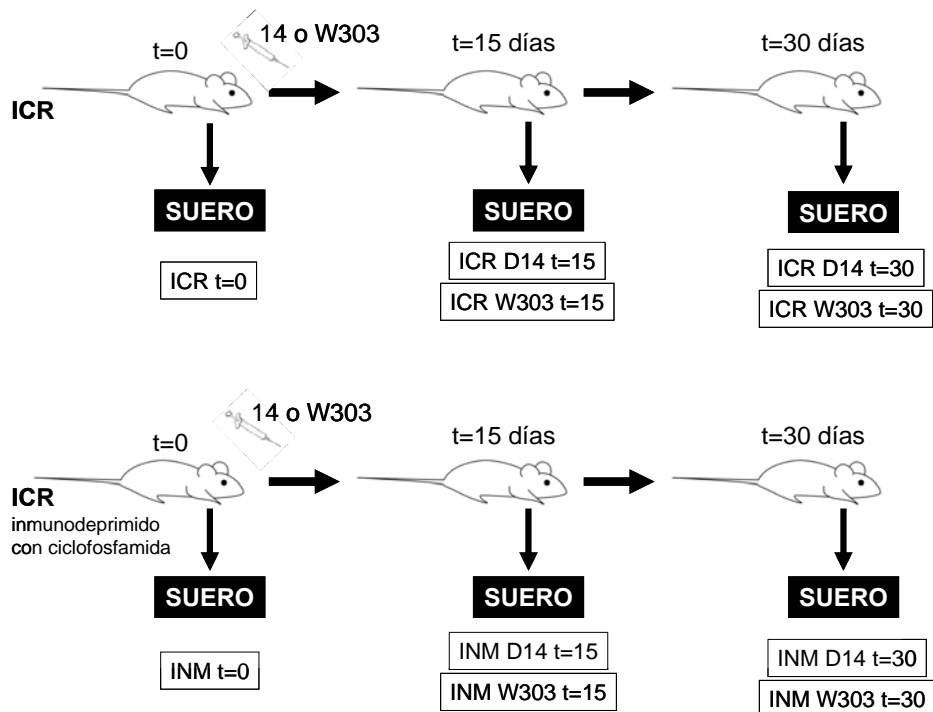 14 o W303
t=0
t=15 días
t=30 días
ICR
SUERO
SUERO
SUERO
ICR t=0
ICR D14 t=15
ICR W303 t=15
ICR D14 t=30
ICR W303 t=30
14 o W303
t=0
t=15 días
t=30 días
ICR
inmunodeprimido
con ciclofosfamida
SUERO
SUERO
SUERO
INM t=0
INM D14 t=15
INM W303 t=15
INM D14 t=30
INM W303 t=30